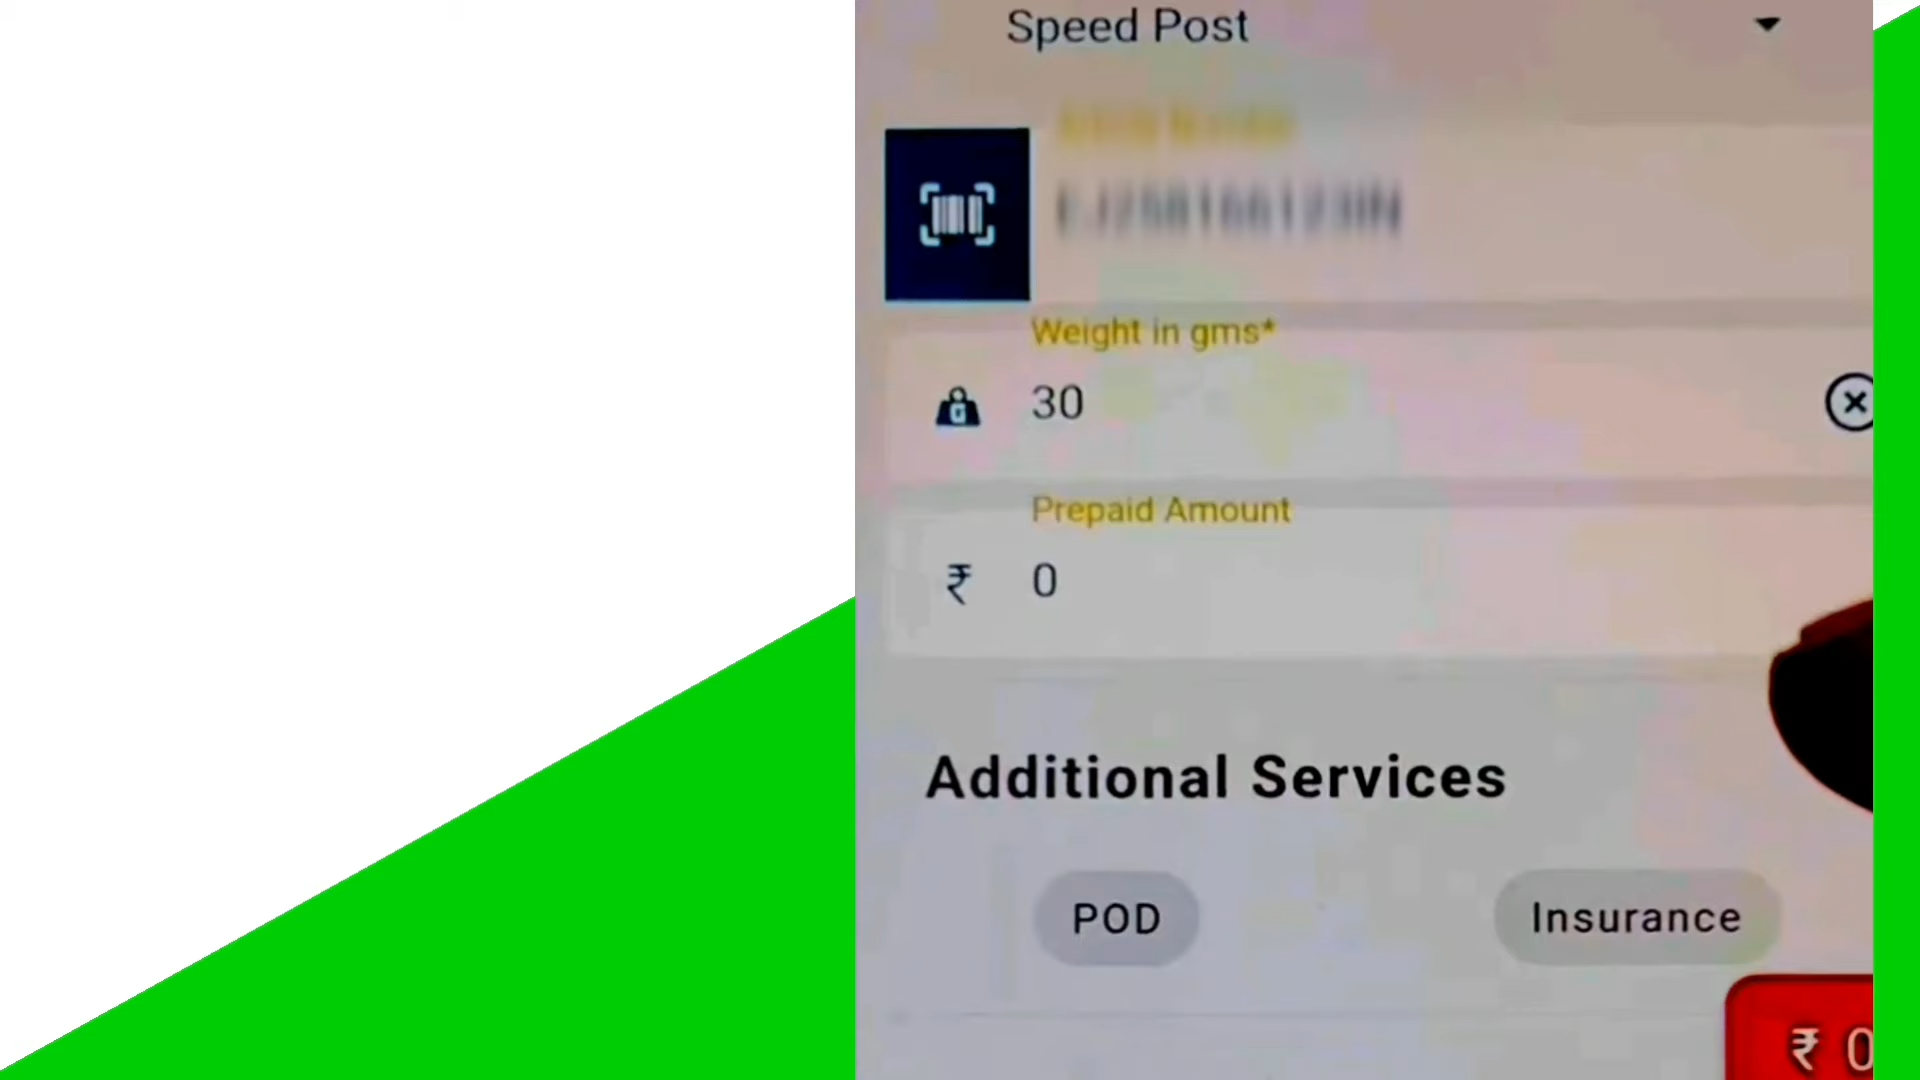 Speed Post
Weight in gms*
30
Prepaid Amount
₹ 0
Additional Services
POD
Insurance
₹ 0